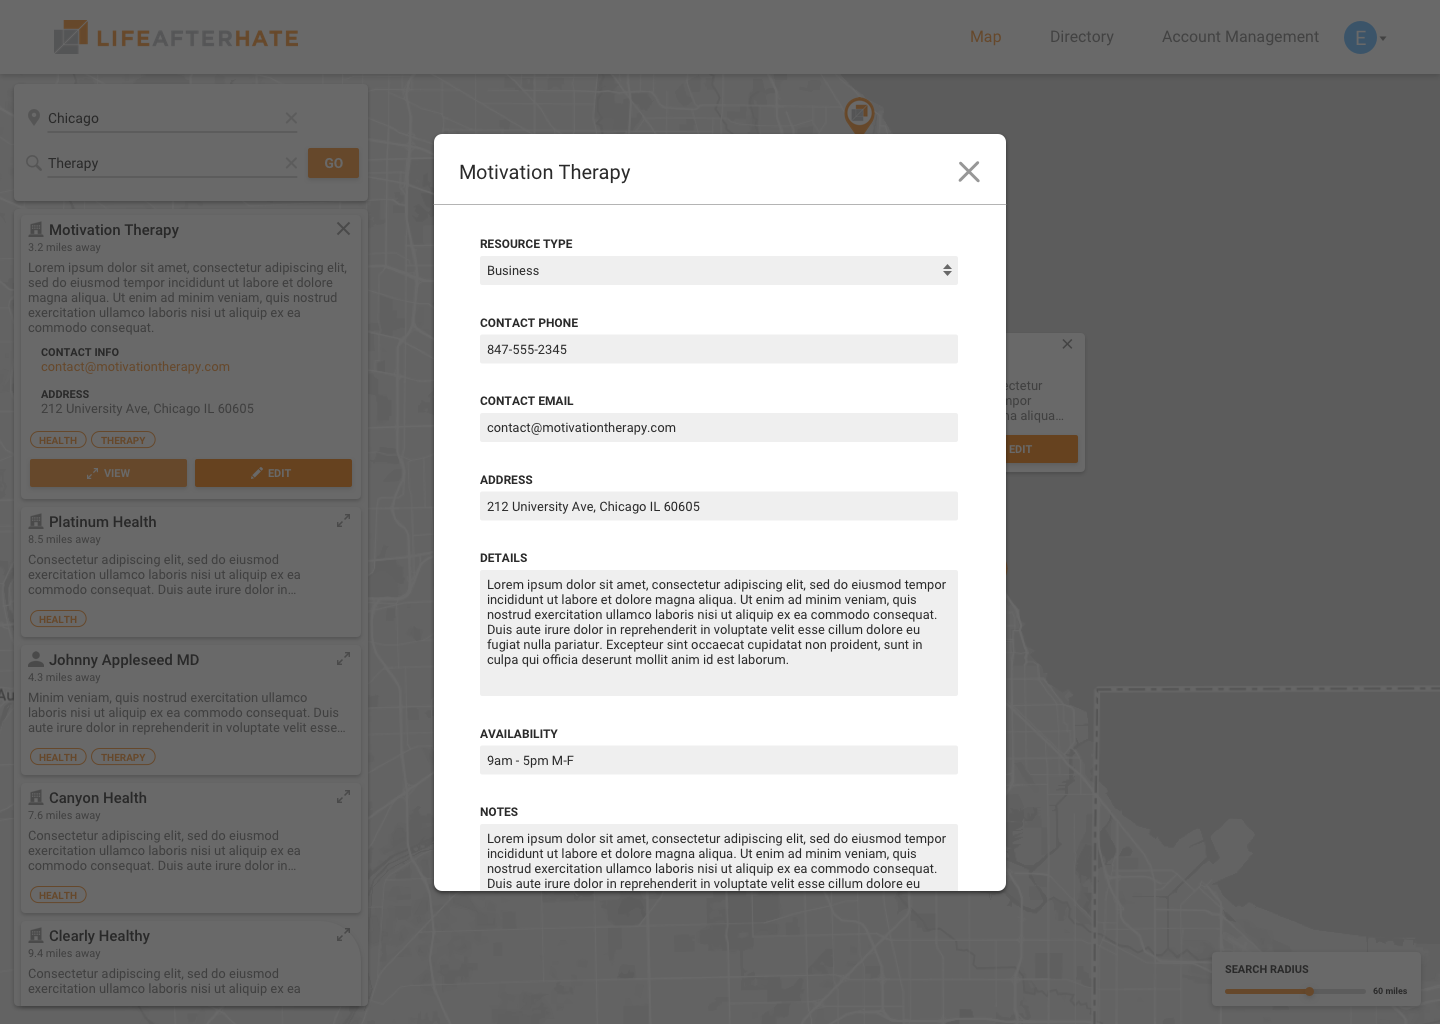 LIFEAFTERHATE
Map
Directory
Account Management
E
Chicago
Therapy
GO
Motivation Therapy
3.2 miles away
Lorem ipsum dolor sit amet, consectetur adipiscing elit,
sed do eiusmod tempor incididunt ut labore et dolore
magna aliqua. Ut enim ad minim veniam, quis nostrud
exercitation ullamco laboris nisi ut aliquip ex ea
commodo consequat.
CONTACT INFO
contact@motivationtherapy.com
ADDRESS
212 University Ave, Chicago IL 60605
HEALTH
THERAPY
VIEW
EDIT
Platinum Health
8.5 miles away
Consectetur adipiscing elit, sed do eiusmod
exercitation ullamco laboris nisi ut aliquip ex ea
commodo consequat. Duis aute irure dolor in...
HEALTH
Johnny Appleseed MD
4.3 miles away
Minim veniam, quis nostrud exercitation ullamco
laboris nisi ut aliquip ex ea commodo consequat. Duis
aute irure dolor in reprehenderit in voluptate velit esse...
HEALTH
THERAPY
Canyon Health
7.6 miles away
Consectetur adipiscing elit, sed do eiusmod
exercitation ullamco laboris nisi ut aliquip ex ea
commodo consequat. Duis aute irure dolor in...
HEALTH
Clearly Healthy
9.4 miles away
Consectetur adipiscing elit, sed do eiusmod
exercitation ullamco laboris nisi ut aliquip ex ea
Au
Motivation Therapy
RESOURCE TYPE
Business
CONTACT PHONE
847-555-2345
CONTACT EMAIL
contact@motivationtherapy.com
ADDRESS
212 University Ave, Chicago IL 60605
DETAILS
Lorem ipsum dolor sit amet, consectetur adipiscing elit, sed do eiusmod tempor
incididunt ut labore et dolore magna aliqua. Ut enim ad minim veniam, quis
nostrud exercitation ullamco laboris nisi ut aliquip ex ea commodo consequat.
Duis aute irure dolor in reprehenderit in voluptate velit esse cillum dolore eu
fugiat nulla pariatur. Excepteur sint occaecat cupidatat non proident, sunt in
culpa qui officia deserunt mollit anim id est laborum.
AVAILABILITY
9am - 5pm M-F
NOTES
Lorem ipsum dolor sit amet, consectetur adipiscing elit, sed do eiusmod tempor
incididunt ut labore et dolore magna aliqua. Ut enim ad minim veniam, quis
nostrud exercitation ullamco laboris nisi ut aliquip ex ea commodo consequat.
Duis aute irure dolor in reprehenderit in voluptate velit esse cillum dolore eu
ectetur
mpor
na aliqua...
EDIT
SEARCH RADIUS
60 miles